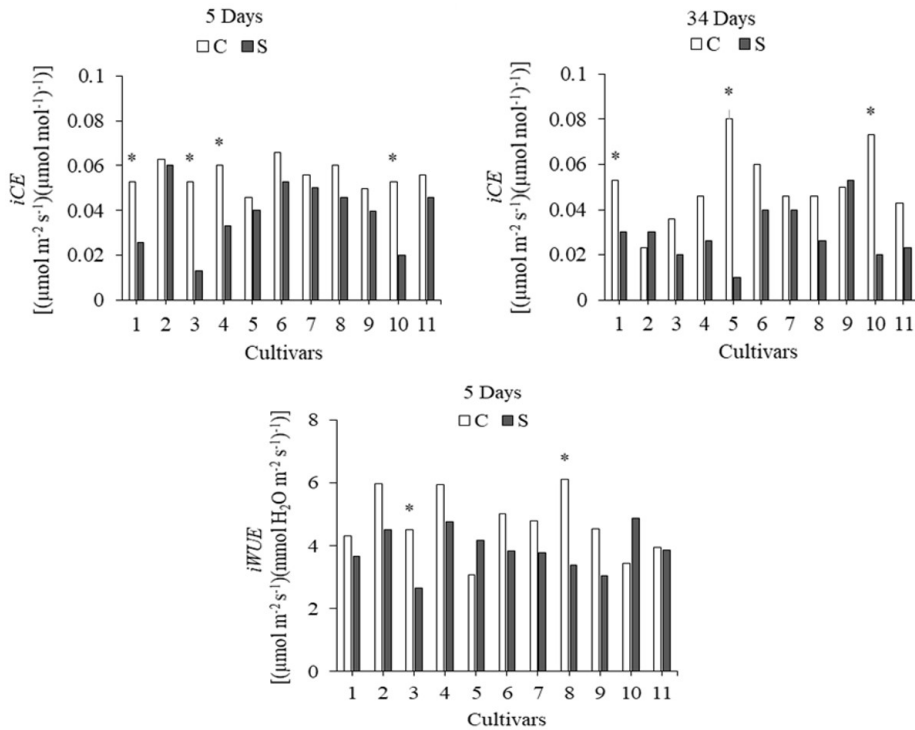 5 Days
C S
iCE
[(μmol m-2 s-1)(μmol mol-1)-1)]
0.1
0.08
0.06
0.04
0.02
0
* * * *
1 2 3 4 5 6 7 8 9 10 11
Cultivars
34 Days
C S
iCE
[(μmol m-2 s-1)(μmol mol-1)-1)]
0.1
0.08
0.06
0.04
0.02
0
* * *
1 2 3 4 5 6 7 8 9 10 11
Cultivars
5 Days
C S
iWUE
[(μmol m-2 s-1)(mmol H2O m-2 s-1)-1)]
8
6
4
2
0
* *
1 2 3 4 5 6 7 8 9 10 11
Cultivars